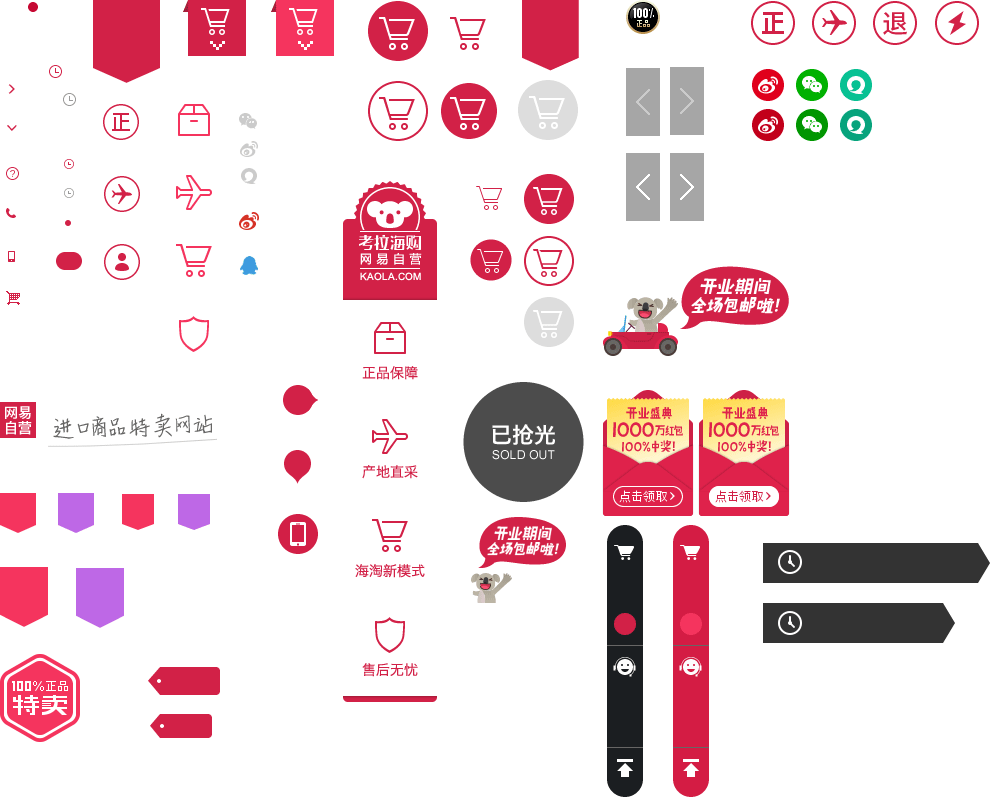 100%
正品
正
退
正
考拉海购
网易自营
KAOLA.COM
开业期间
全场包邮啦!
正品保障
网易
自营
进口商品特卖网站
已抢光
SOLD OUT
开业盛典
1000万红包
100%中奖!
点击领取
开业盛典
1000万红包
100%中奖!
点击领取
产地直采
开业期间
全场包邮啦!
海淘新模式
售后无忧
100%正品
特卖